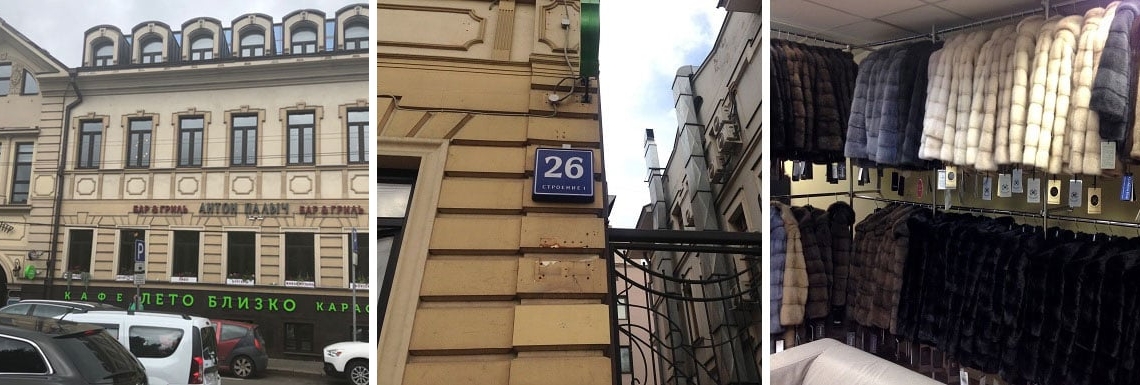 БАР & ГРИЛЬ АНТОН ПАЛЫЧ БАР & ГРИЛЬ
P
КАФЕ ЛЕТО БЛИЗКО КАРАО
26
СТРОЕНИЕ 1